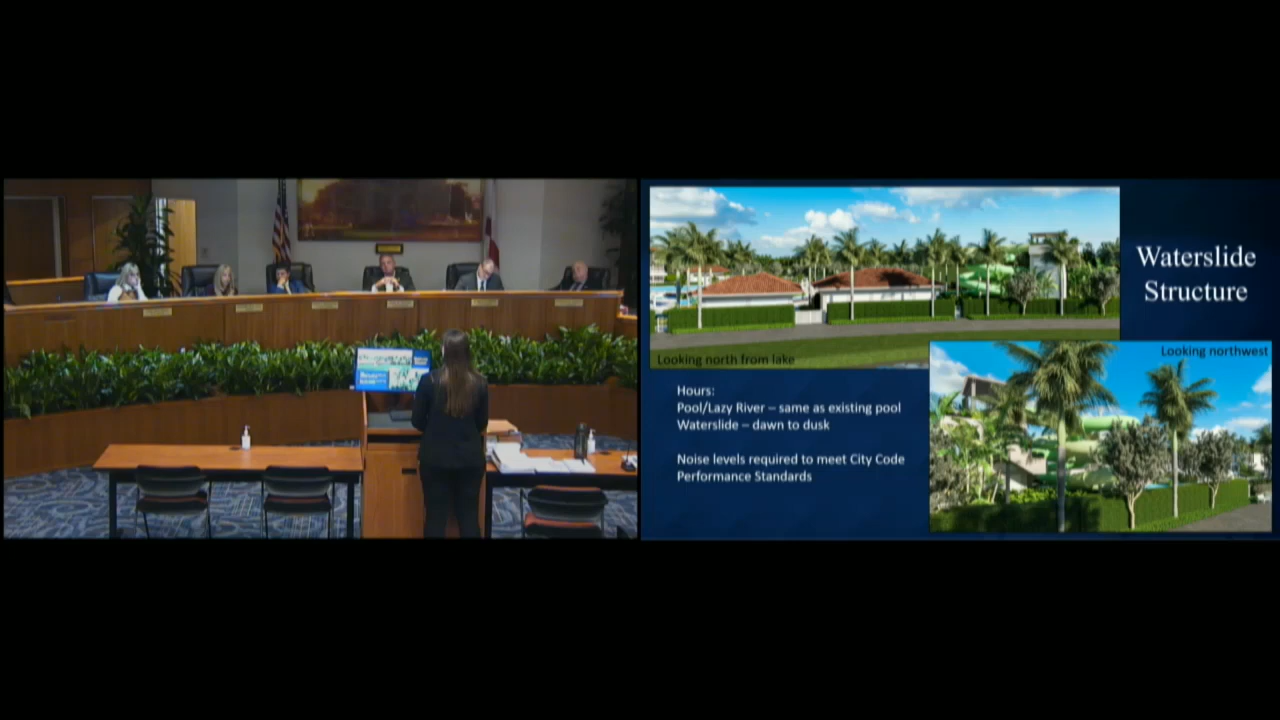 Waterslide
Structure
Looking north from lake
Looking northwest
Hours:
Pool/Lazy River – same as existing pool
Waterslide – dawn to dusk
Noise levels required to meet City Code
Performance Standards